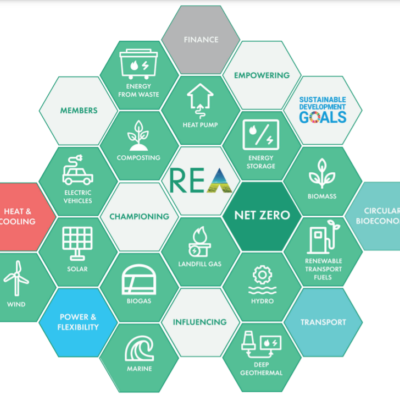 FINANCE
ENERGY
FROM WASTE
EMPOWERING
MEMBERS
HEAT PUMP
SUSTAINABLE
DEVELOPMENT
GOALS
COMPOSTING
ENERGY
STORAGE
ELECTRIC
VEHICLES
REA
BIOMASS
HEAT &
COOLING
CHAMPIONING
NET ZERO
CIRCULAR
BIOECONO
SOLAR
LANDFILL GAS
RENEWABLE
TRANSPORT
FUELS
WIND
BIOGAS
HYDRO
POWER &
FLEXIBILITY
INFLUENCING
TRANSPORT
MARINE
DEEP
GEOTHERMAL